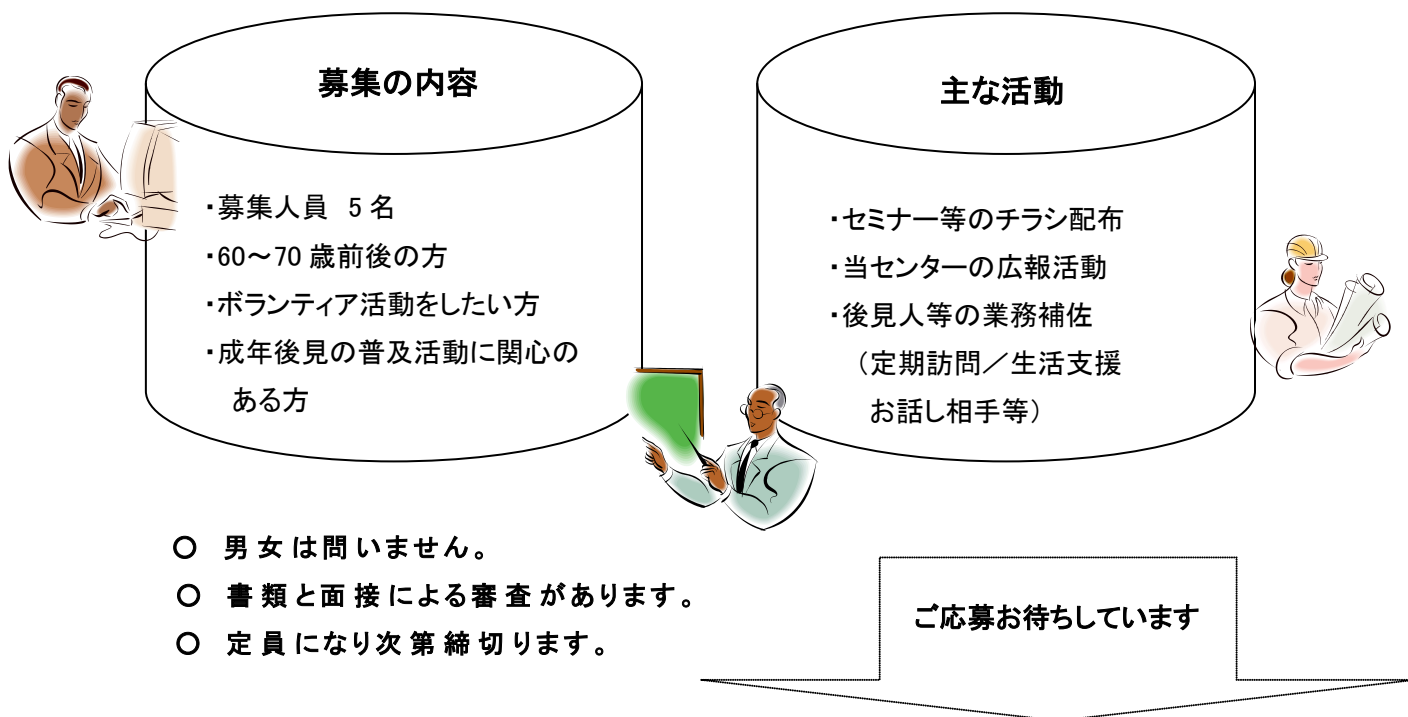 募集の内容
・募集人員 5名
・60～70歳前後の方
・ボランティア活動をしたい方
・成年後見の普及活動に関心の
ある方
主な活動
・セミナー等のチラシ配布
・当センターの広報活動
・後見人等の業務補佐
（定期訪問／生活支援
お話し相手等）
○ 男女は問いません。
○ 書類と面接による審査があります。
○ 定員になり次第締切ります。
ご応募お待ちしています